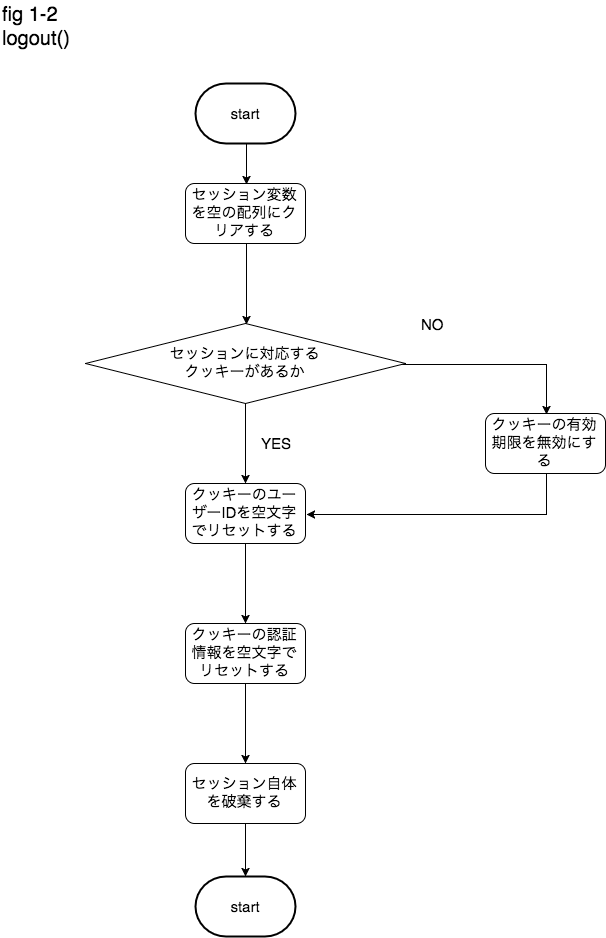 fig 1-2
logout()
start
セッション変数
を空の配列にク
リアする
セッションに対応する
クッキーがあるか
NO
クッキーの有効
期限を無効にす
る
YES
クッキーのユー
ザーIDを空文字
でリセットする
クッキーの認証
情報を空文字で
リセットする
セッション自体
を破棄する
start